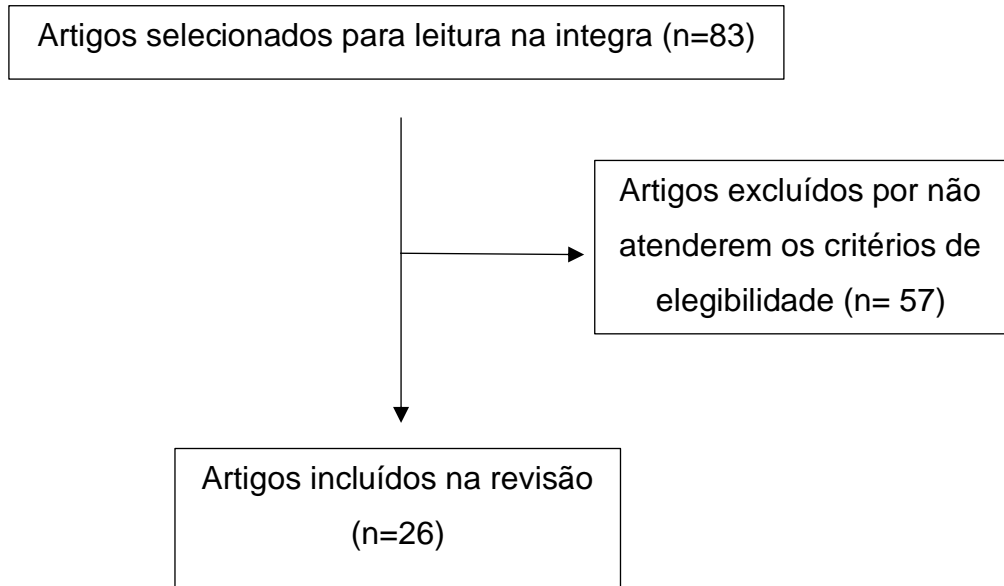 Artigos selecionados para leitura na integra (n=83)
Artigos excluídos por não
atenderem os critérios de
elegibilidade (n= 57)
Artigos incluídos na revisão
(n=26)